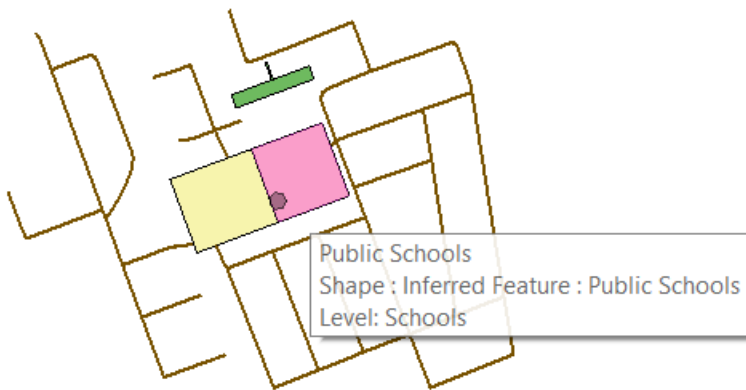 Public Schools
Shape : Inferred Feature : Public Schools
Level: Schools